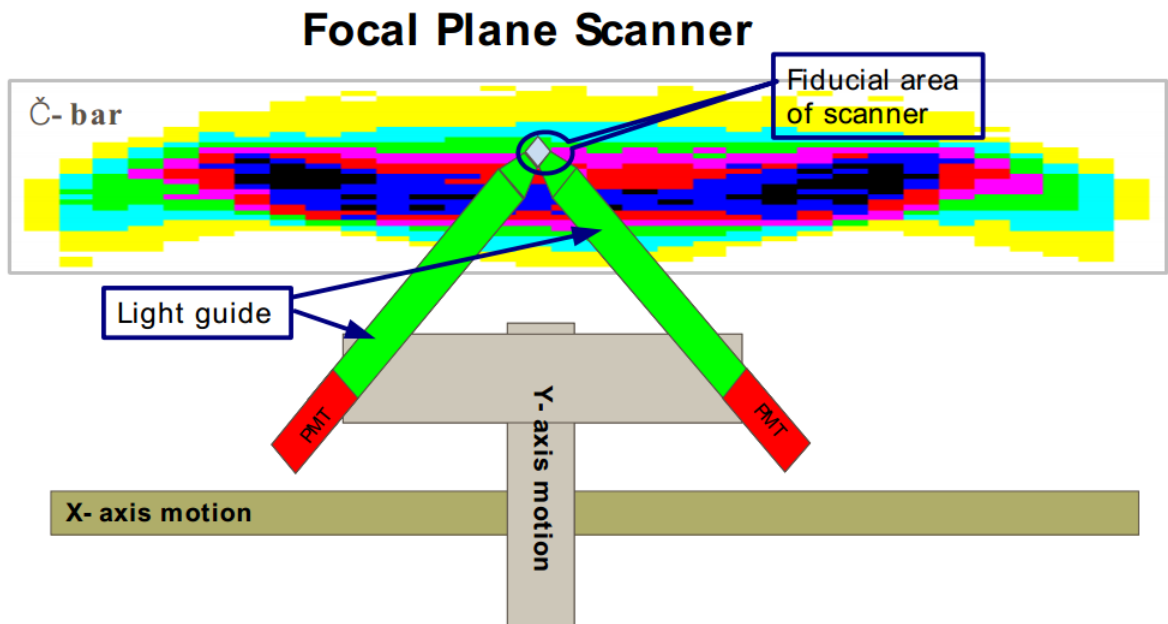 Focal Plane Scanner
Č- bar
Fiducial area
of scanner
Light guide
PMT
PMT
Y- axis motion
X- axis motion